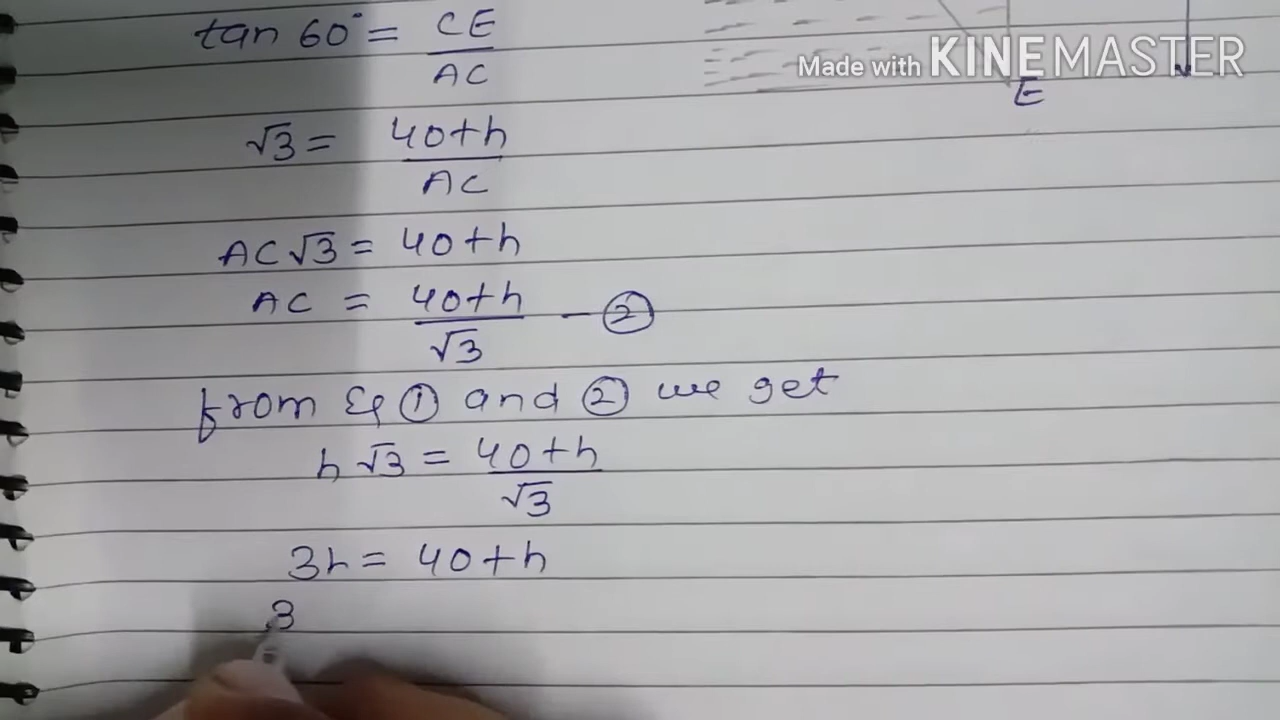 tan 60° = CE/AC
Made with KINEMASTER
E
√3 = 40+h/AC
AC√3 = 40+h
AC = 40+h/√3 — ②
from Eq ① and ② we get
h√3 = 40+h/√3
3h = 40+h
3